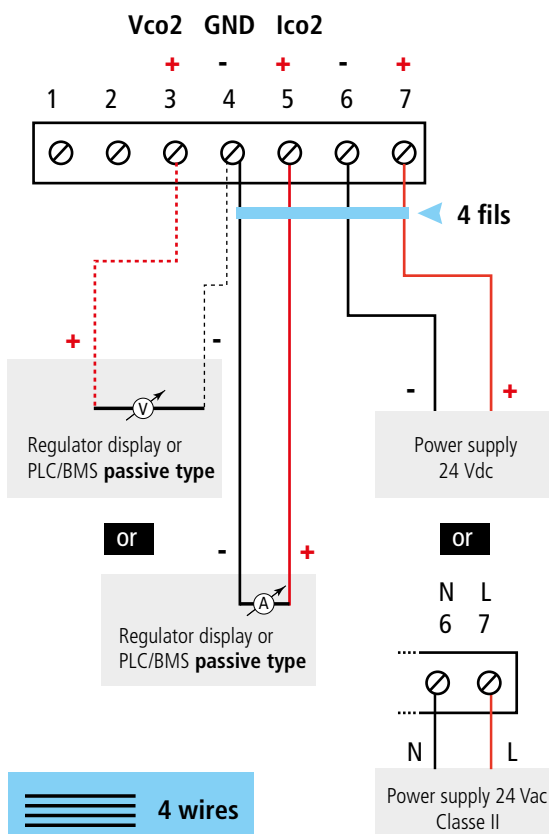 Vco2 GND Ico2
+ - + - +
1 2 3 4 5 6 7
4 fils
+ -
V
Regulator display or
PLC/BMS passive type
- +
Power supply
24 Vdc
or
or
- +
A
Regulator display or
PLC/BMS passive type
N L
6 7
N L
Power supply 24 Vac
Classe II
4 wires